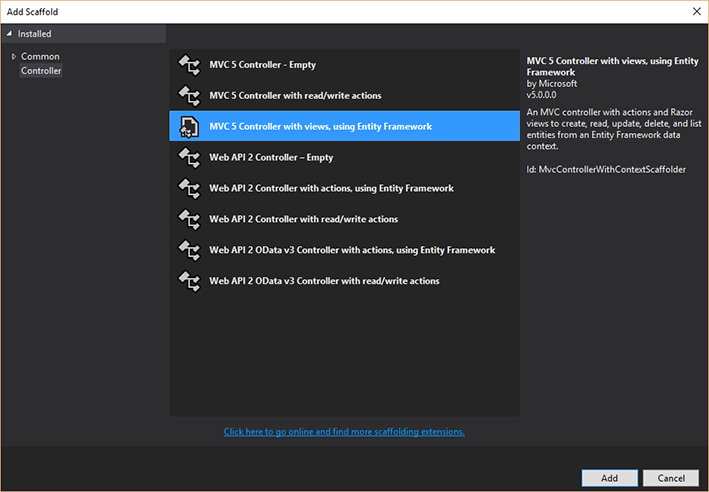 Add Scaffold
Installed
Common
Controller
MVC 5 Controller - Empty
MVC 5 Controller with read/write actions
MVC 5 Controller with views, using Entity Framework
Web API 2 Controller – Empty
Web API 2 Controller with actions, using Entity Framework
Web API 2 Controller with read/write actions
Web API 2 OData v3 Controller with actions, using Entity Framework
Web API 2 OData v3 Controller with read/write actions
Click here to go online and find more scaffolding extensions.
MVC 5 Controller with views, using Entity
Framework
by Microsoft
v5.0.0.0
An MVC controller with actions and Razor
views to create, read, update, delete, and list
entities from an Entity Framework data
context.
Id: MvcControllerWithContextScaffolder
Add
Cancel